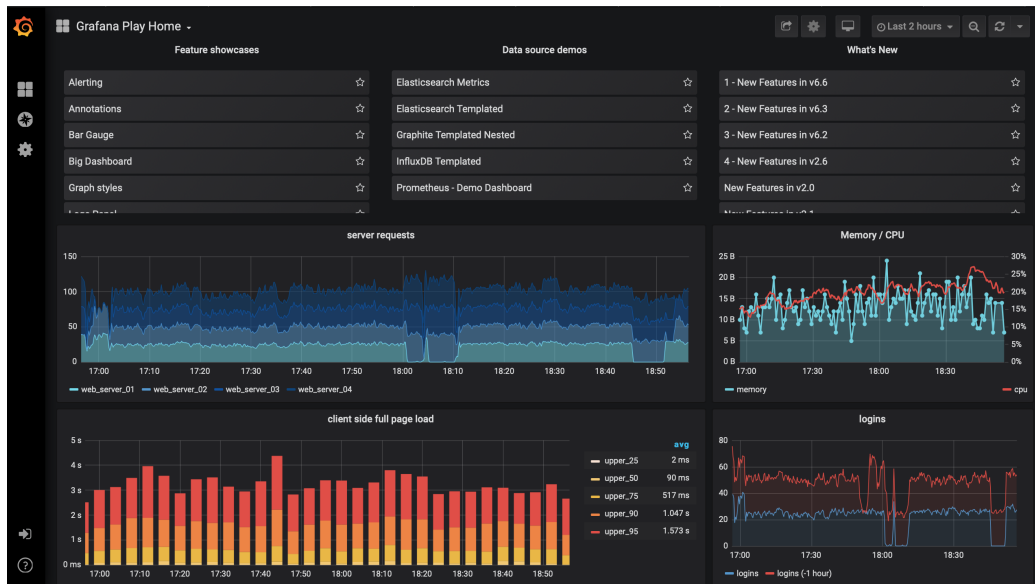 Grafana Play Home
Last 2 hours
Feature showcases
Alerting
Annotations
Bar Gauge
Big Dashboard
Graph styles
Data source demos
Elasticsearch Metrics
Elasticsearch Templated
Graphite Templated Nested
InfluxDB Templated
Prometheus - Demo Dashboard
What's New
1 - New Features in v6.6
2 - New Features in v6.3
3 - New Features in v6.2
4 - New Features in v2.6
New Features in v2.0
server requests
150
100
50
0
17:00 17:10 17:20 17:30 17:40 17:50 18:00 18:10 18:20 18:30 18:40 18:50
web_server_01 web_server_02 web_server_03 web_server_04
Memory / CPU
25 B 30%
20 B 25%
15 B 20%
10 B 15%
5 B 10%
0 B 5%
0%
17:00 17:30 18:00 18:30
memory cpu
client side full page load
5 s
4 s
3 s
2 s
1 s
0 ms
17:00 17:10 17:20 17:30 17:40 17:50 18:00 18:10 18:20 18:30 18:40 18:50
avg
upper_25 2 ms
upper_50 90 ms
upper_75 517 ms
upper_90 1.047 s
upper_95 1.573 s
logins
80
60
40
20
0
17:00 17:30 18:00 18:30
logins logins (-1 hour)